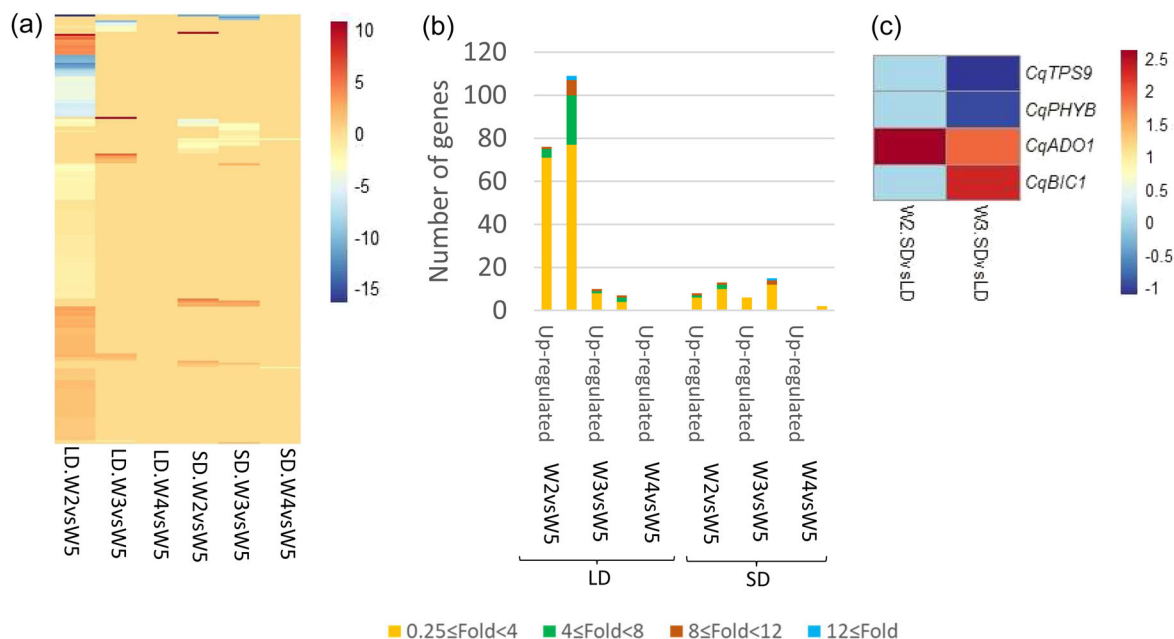 (a)
10
5
0
-5
-10
-15
LD.W2vsW5
LD.W3vsW5
LD.W4vsW5
SD.W2vsW5
SD.W3vsW5
SD.W4vsW5
(b)
Number of genes
120
100
80
60
40
20
0
Up-regulated
Up-regulated
Up-regulated
Up-regulated
Up-regulated
Up-regulated
W2vsW5
W3vsW5
W4vsW5
W2vsW5
W3vsW5
W4vsW5
LD
SD
0.25≤Fold<4
4≤Fold<8
8≤Fold<12
12≤Fold
(c)
CqTPS9
CqPHYB
CqADO1
CqBIC1
W2.SDvsLD
W3.SDvsLD
2.5
2
1.5
1
0.5
0
-0.5
-1